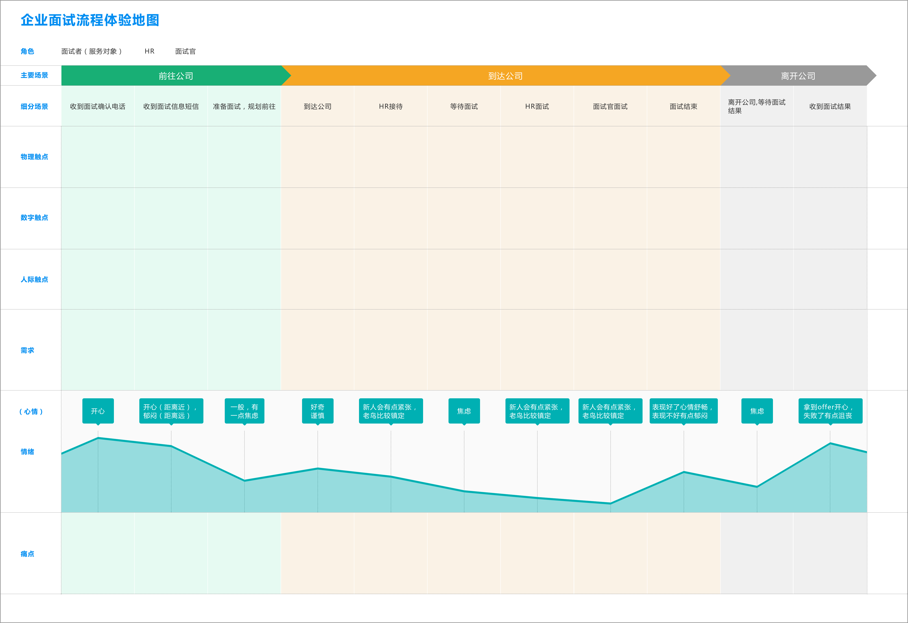 企业面试流程体验地图
角色 面试者（服务对象） HR 面试官
主要场景 前往公司 到达公司 离开公司
细分场景 收到面试确认电话 收到面试信息短信 准备面试，规划前往 到达公司 HR接待 等待面试 HR面试 面试官面试 面试结束 离开公司,等待面试
结果 收到面试结果
物理触点
数字触点
人际触点
需求
（心情）
开心
开心（距离近），
郁闷（距离远）
一般，有
一点焦虑
好奇
谨慎
新人会有点紧张，
老鸟比较镇定
焦虑
新人会有点紧张，
老鸟比较镇定
新人会有点紧张，
老鸟比较镇定
表现好了心情舒畅，
表现不好有点郁闷
焦虑
拿到offer开心，
失败了有点沮丧
情绪
痛点